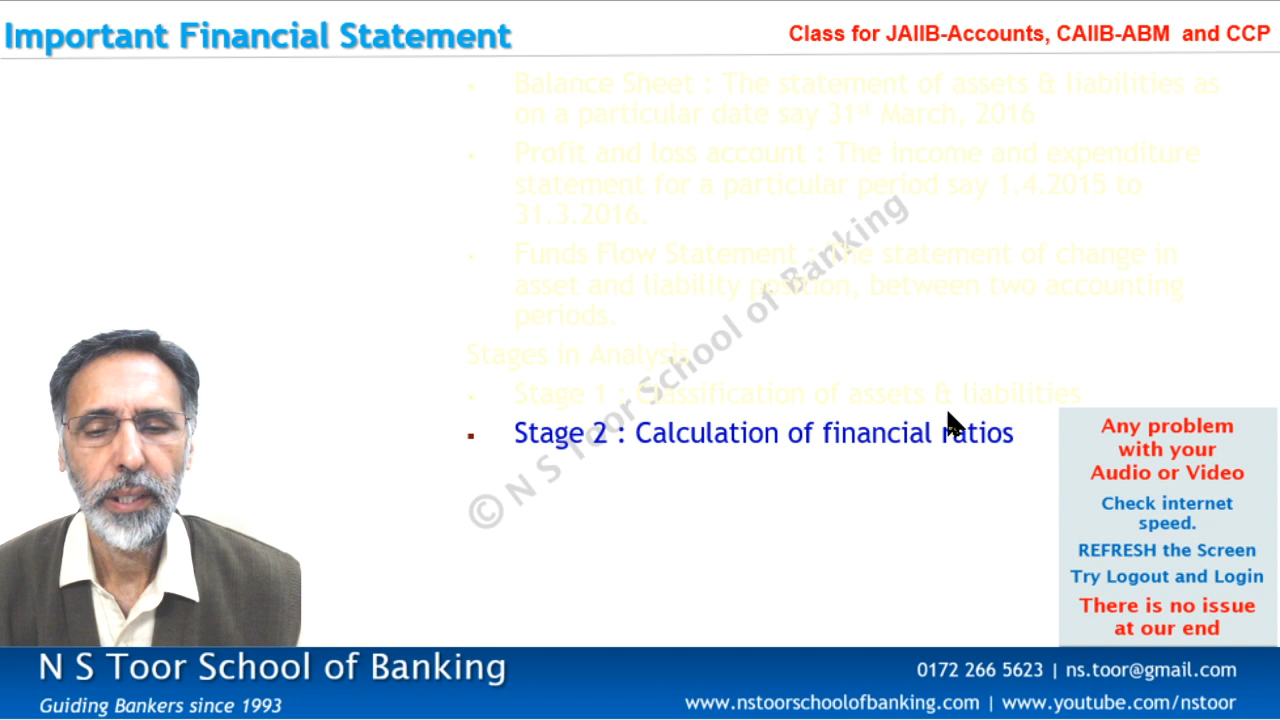 Important Financial Statement
Class for JAIIB-Accounts, CAIIB-ABM and CCP
▪ Balance Sheet : The statement of assets & liabilities as
on a particular date say 31st March, 2016
▪ Profit and loss account : The income and expenditure
statement for a particular period say 1.4.2015 to
31.3.2016.
▪ Funds Flow Statement : The statement of change in
asset and liability position, between two accounting
periods.
Stages in Analysis
▪ Stage 1 : Classification of assets & liabilities
▪ Stage 2 : Calculation of financial ratios
© N S Toor School of Banking
Any problem
with your
Audio or Video
Check internet
speed.
REFRESH the Screen
Try Logout and Login
There is no issue
at our end
N S Toor School of Banking
Guiding Bankers since 1993
0172 266 5623 | ns.toor@gmail.com
www.nstoorschoolofbanking.com | www.youtube.com/nstoor